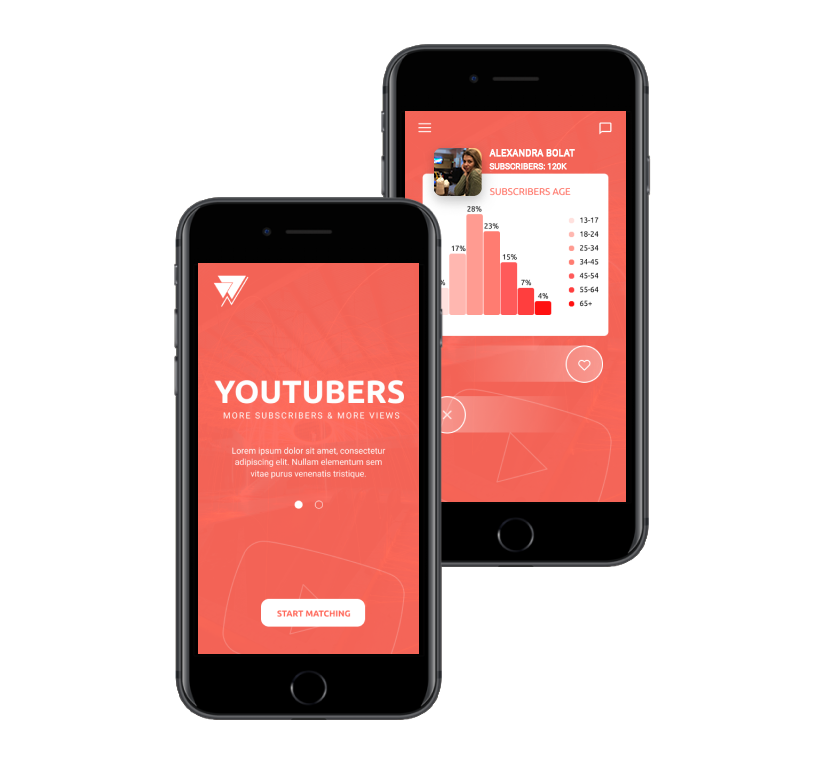 ALEXANDRA BOLAT
SUBSCRIBERS: 120K
SUBSCRIBERS AGE
28%
23%
17%
15%
7%
4%
%
13-17
18-24
25-34
34-45
45-54
55-64
65+
YOUTUBERS
MORE SUBSCRIBERS & MORE VIEWS
Lorem ipsum dolor sit amet, consectetur
adipiscing elit. Nullam elementum sem
vitae purus venenatis tristique.
START MATCHING